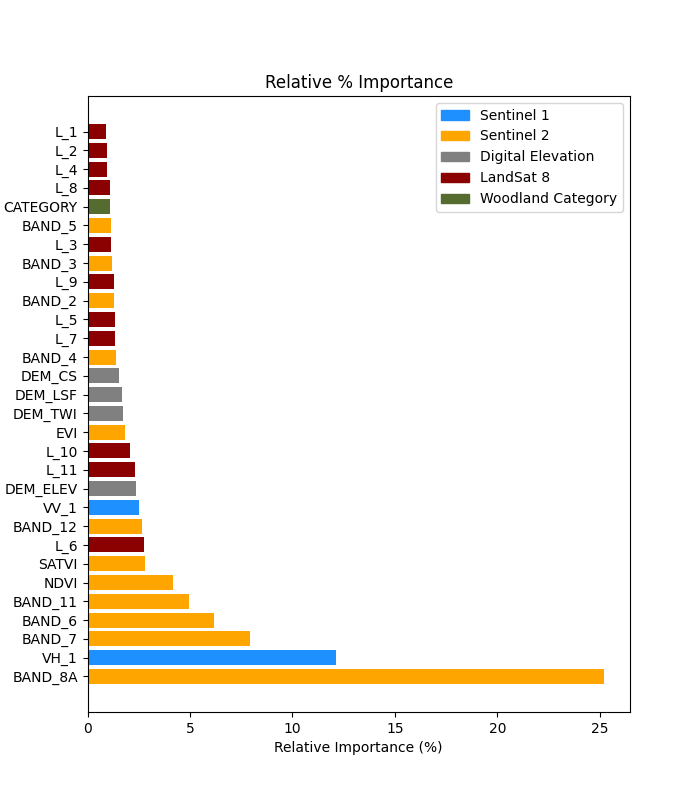 Relative % Importance
Sentinel 1
Sentinel 2
Digital Elevation
LandSat 8
Woodland Category
L_1
L_2
L_4
L_8
CATEGORY
BAND_5
L_3
BAND_3
L_9
BAND_2
L_5
L_7
BAND_4
DEM_CS
DEM_LSF
DEM_TWI
EVI
L_10
L_11
DEM_ELEV
VV_1
BAND_12
L_6
SATVI
NDVI
BAND_11
BAND_6
BAND_7
VH_1
BAND_8A
0 5 10 15 20 25
Relative Importance (%)